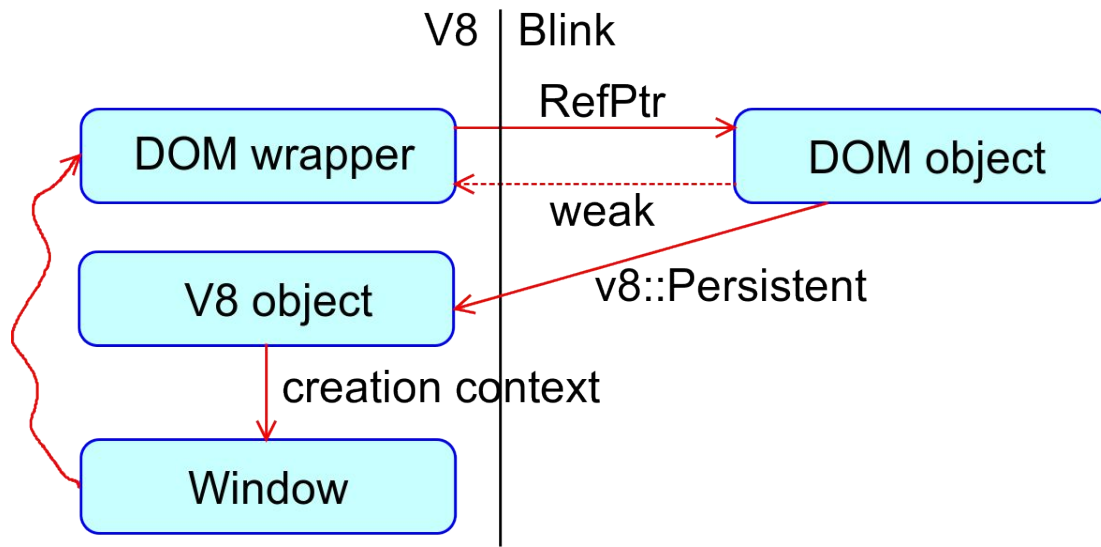 V8 Blink
RefPtr
DOM wrapper
DOM object
weak
V8 object
v8::Persistent
creation context
Window